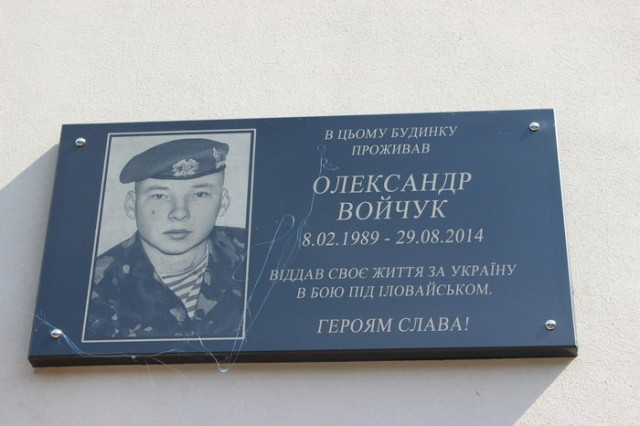 В ЦЬОМУ БУДИНКУ
ПРОЖИВАВ
ОЛЕКСАНДР
ВОЙЧУК
8.02.1989 - 29.08.2014
ВІДДАВ СВОЄ ЖИТТЯ ЗА УКРАЇНУ
В БОЮ ПІД ІЛОВАЙСЬКОМ.
ГЕРОЯМ СЛАВА!